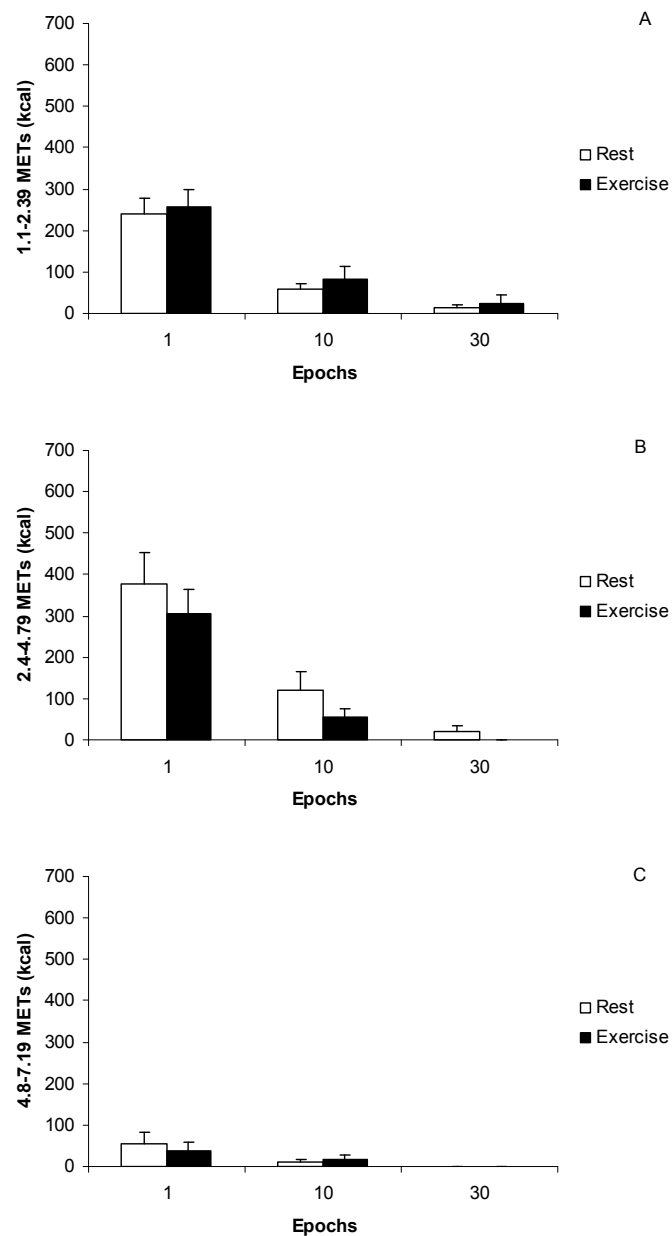 A
700
600
500
400
300
200
100
0
1.1-2.39 METs (kcal)
Rest
Exercise
1 10 30
Epochs
B
700
600
500
400
300
200
100
0
2.4-4.79 METs (kcal)
Rest
Exercise
1 10 30
Epochs
C
700
600
500
400
300
200
100
0
4.8-7.19 METs (kcal)
Rest
Exercise
1 10 30
Epochs